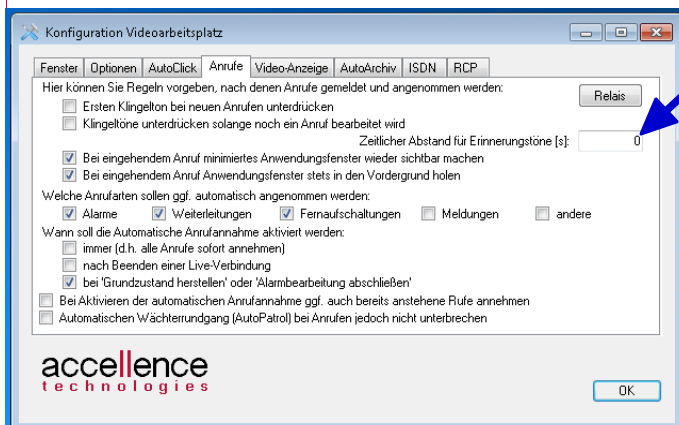 Konfiguration Videoarbeitsplatz
Fenster Optionen AutoClick Anrufe Video-Anzeige AutoArchiv ISDN RCP
Hier können Sie Regeln vorgeben, nach denen Anrufe gemeldet und angenommen werden:
Relais
Ersten Klingelton bei neuen Anrufen unterdrücken
Klingeltöne unterdrücken solange noch ein Anruf bearbeitet wird
Zeitlicher Abstand für Erinnerungstöne [s]: 0
Bei eingehendem Anruf minimiertes Anwendungsfenster wieder sichtbar machen
Bei eingehendem Anruf Anwendungsfenster stets in den Vordergrund holen
Welche Anrufarten sollen ggf. automatisch angenommen werden:
Alarme Weiterleitungen Fernaufschaltungen Meldungen andere
Wann soll die Automatische Anrufannahme aktiviert werden:
immer (d.h. alle Anrufe sofort annehmen)
nach Beenden einer Live-Verbindung
bei 'Grundzustand herstellen' oder 'Alarmbearbeitung abschließen'
Bei Aktivieren der automatischen Anrufannahme ggf. auch bereits anstehene Rufe annehmen
Automatischen Wächterrundgang (AutoPatrol) bei Anrufen jedoch nicht unterbrechen
accellence
technologies
OK